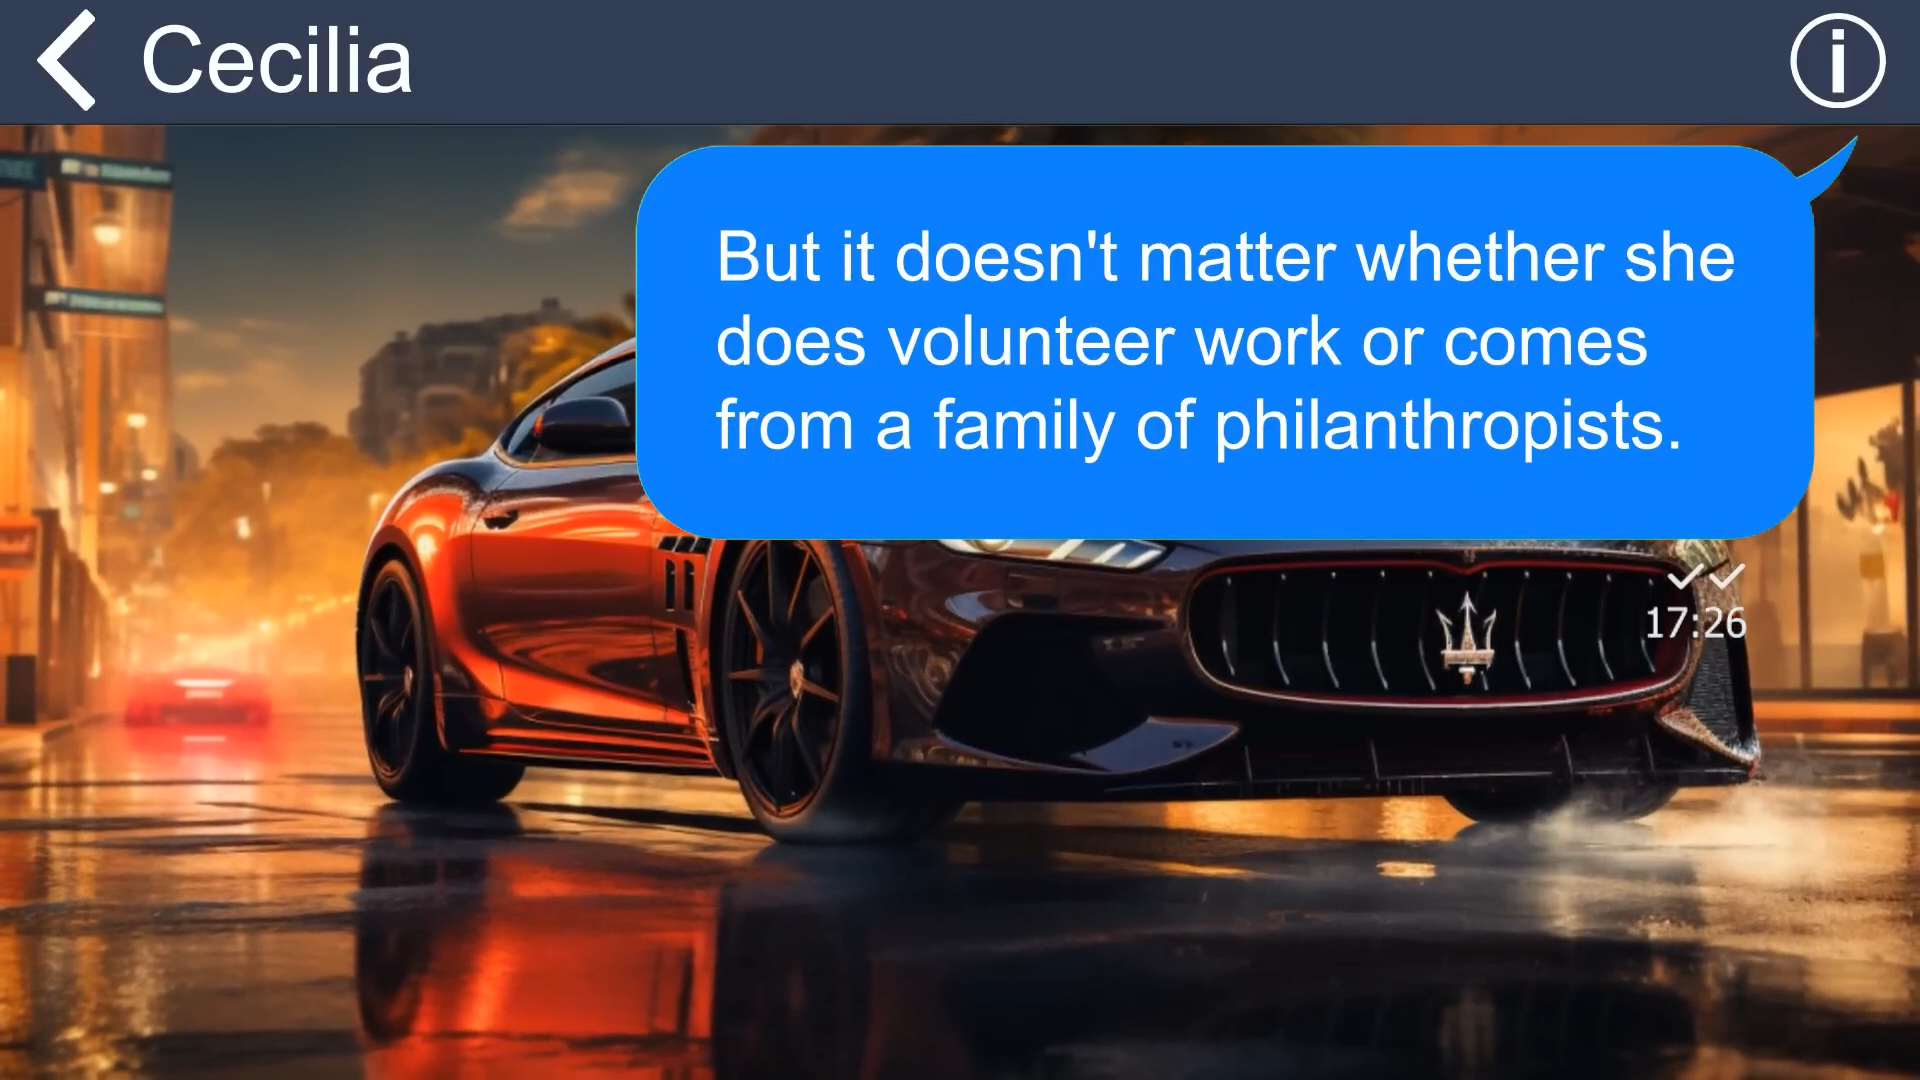 Cecilia
But it doesn't matter whether she
does volunteer work or comes
from a family of philanthropists.
17:26